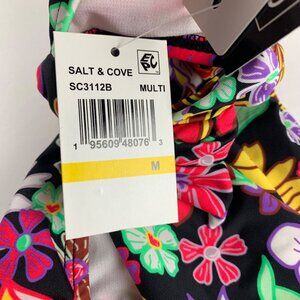 SALT & COVE
SC3112B MULTI
1 95609 48076 3
M